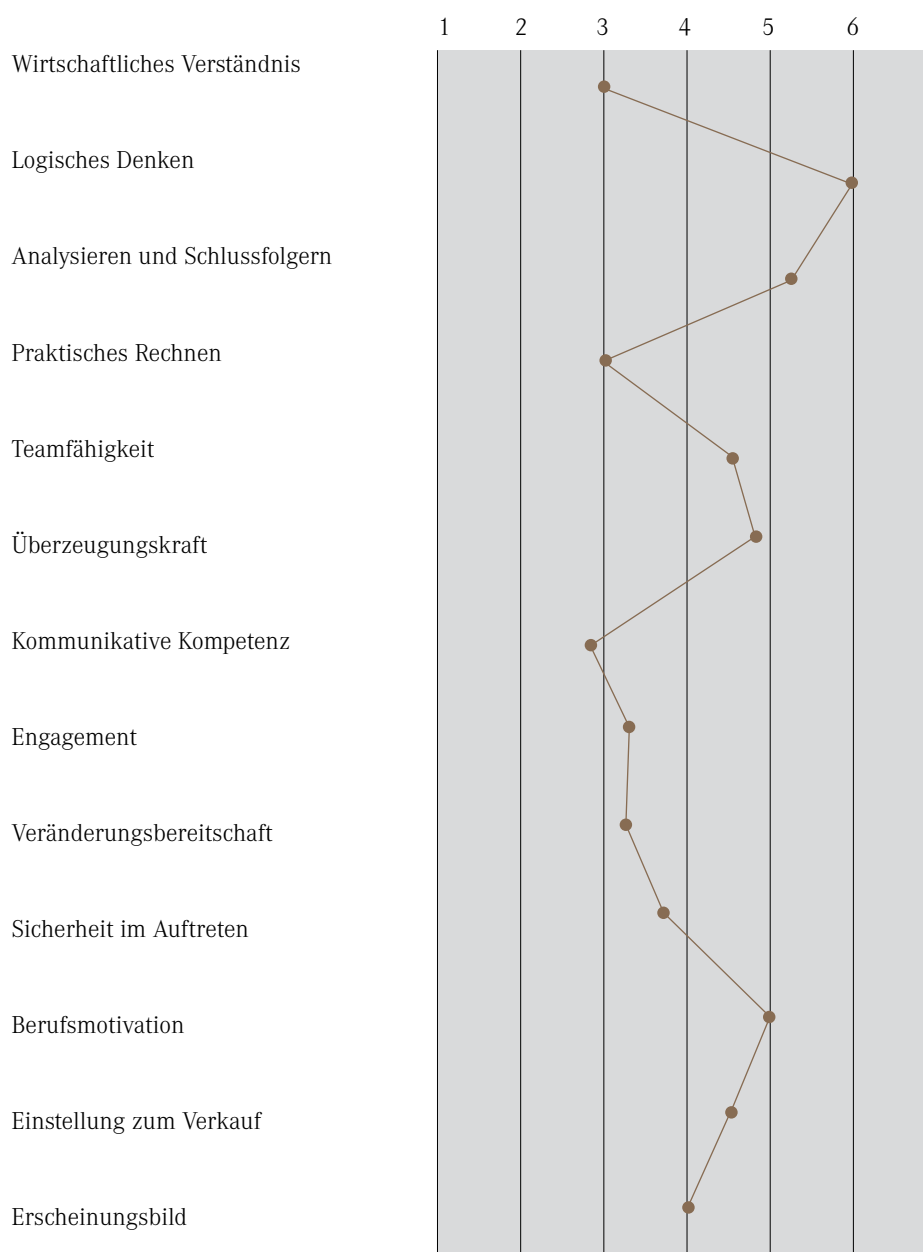 1 2 3 4 5 6
Wirtschaftliches Verständnis
Logisches Denken
Analysieren und Schlussfolgern
Praktisches Rechnen
Teamfähigkeit
Überzeugungskraft
Kommunikative Kompetenz
Engagement
Veränderungsbereitschaft
Sicherheit im Auftreten
Berufsmotivation
Einstellung zum Verkauf
Erscheinungsbild